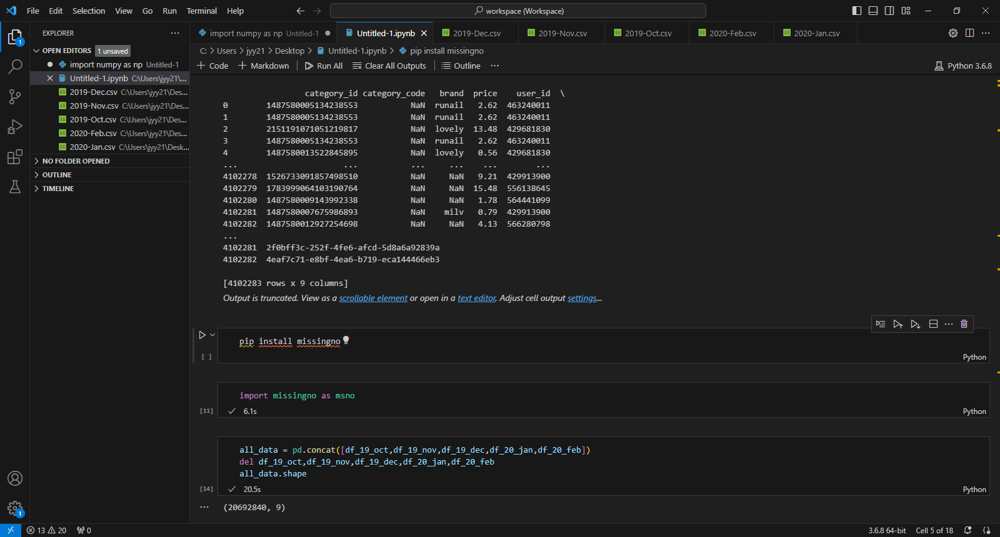 File Edit Selection View Go Run Terminal Help
workspace (Workspace)
EXPLORER
OPEN EDITORS 1 unsaved
import numpy as np Untitled-1
Untitled-1.ipynb C:\Users\jyy21\...
2019-Dec.csv C:\Users\jyy21\Des...
2019-Nov.csv C:\Users\jyy21\Des...
2019-Oct.csv C:\Users\jyy21\Des...
2020-Feb.csv C:\Users\jyy21\Des...
2020-Jan.csv C:\Users\jyy21\Desk...
NO FOLDER OPENED
OUTLINE
TIMELINE
1
1
import numpy as np Untitled-1 Untitled-1.ipynb 2019-Dec.csv 2019-Nov.csv 2019-Oct.csv 2020-Feb.csv 2020-Jan.csv
C: > Users > jyy21 > Desktop > Untitled-1.ipynb > pip install missingno
+ Code + Markdown Run All Clear All Outputs Outline ... Python 3.6.8
category_id category_code brand price user_id \
0 1487580005134238553 NaN runail 2.62 463240011
1 1487580005134238553 NaN runail 2.62 463240011
2 2151191071051219817 NaN lovely 13.48 429681830
3 1487580005134238553 NaN runail 2.62 463240011
4 1487580013522845895 NaN lovely 0.56 429681830
... ... ... ... ... ...
4102278 1526733091857498510 NaN NaN 9.21 429913900
4102279 1783999064103190764 NaN NaN 15.48 556138645
4102280 1487580009143992338 NaN NaN 1.78 564441099
4102281 1487580007675986893 NaN milv 0.79 429913900
4102282 1487580012927254698 NaN NaN 4.13 566280798
...
4102281 2f0bff3c-252f-4fe6-afcd-5d8a6a92839a
4102282 4eaf7c71-e8bf-4ea6-b719-eca144466eb3
[4102283 rows x 9 columns]
Output is truncated. View as a scrollable element or open in a text editor. Adjust cell output settings...
pip install missingno
[ ] Python
import missingno as msno
[11] 6.1s Python
all_data = pd.concat([df_19_oct,df_19_nov,df_19_dec,df_20_jan,df_20_feb])
del df_19_oct,df_19_nov,df_19_dec,df_20_jan,df_20_feb
all_data.shape
[14] 20.5s Python
... (20692840, 9)
13 20 0 3.6.8 64-bit Cell 5 of 18